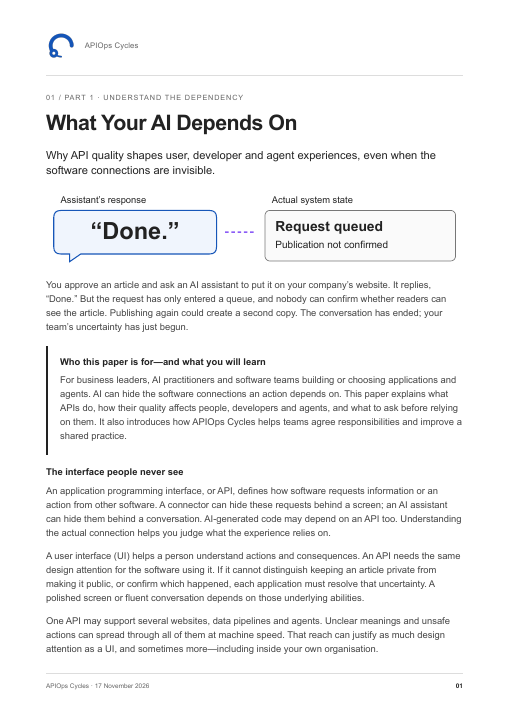 APIOps Cycles
01 / PART 1 · UNDERSTAND THE DEPENDENCY
What Your AI Depends On
Why API quality shapes user, developer and agent experiences, even when the
software connections are invisible.
Assistant’s response
Actual system state
“Done.”
Request queued
Publication not confirmed
You approve an article and ask an AI assistant to put it on your company’s website. It replies,
“Done.” But the request has only entered a queue, and nobody can confirm whether readers can
see the article. Publishing again could create a second copy. The conversation has ended; your
team’s uncertainty has just begun.
Who this paper is for—and what you will learn
For business leaders, AI practitioners and software teams building or choosing applications and
agents. AI can hide the software connections an action depends on. This paper explains what
APIs do, how their quality affects people, developers and agents, and what to ask before relying
on them. It also introduces how APIOps Cycles helps teams agree responsibilities and improve a
shared practice.
The interface people never see
An application programming interface, or API, defines how software requests information or an
action from other software. A connector can hide these requests behind a screen; an AI assistant
can hide them behind a conversation. AI-generated code may depend on an API too. Understanding
the actual connection helps you judge what the experience relies on.
A user interface (UI) helps a person understand actions and consequences. An API needs the same
design attention for the software using it. If it cannot distinguish keeping an article private from
making it public, or confirm which happened, each application must resolve that uncertainty. A
polished screen or fluent conversation depends on those underlying abilities.
One API may support several websites, data pipelines and agents. Unclear meanings and unsafe
actions can spread through all of them at machine speed. That reach can justify as much design
attention as a UI, and sometimes more—including inside your own organisation.
APIOps Cycles · 17 November 2026
01